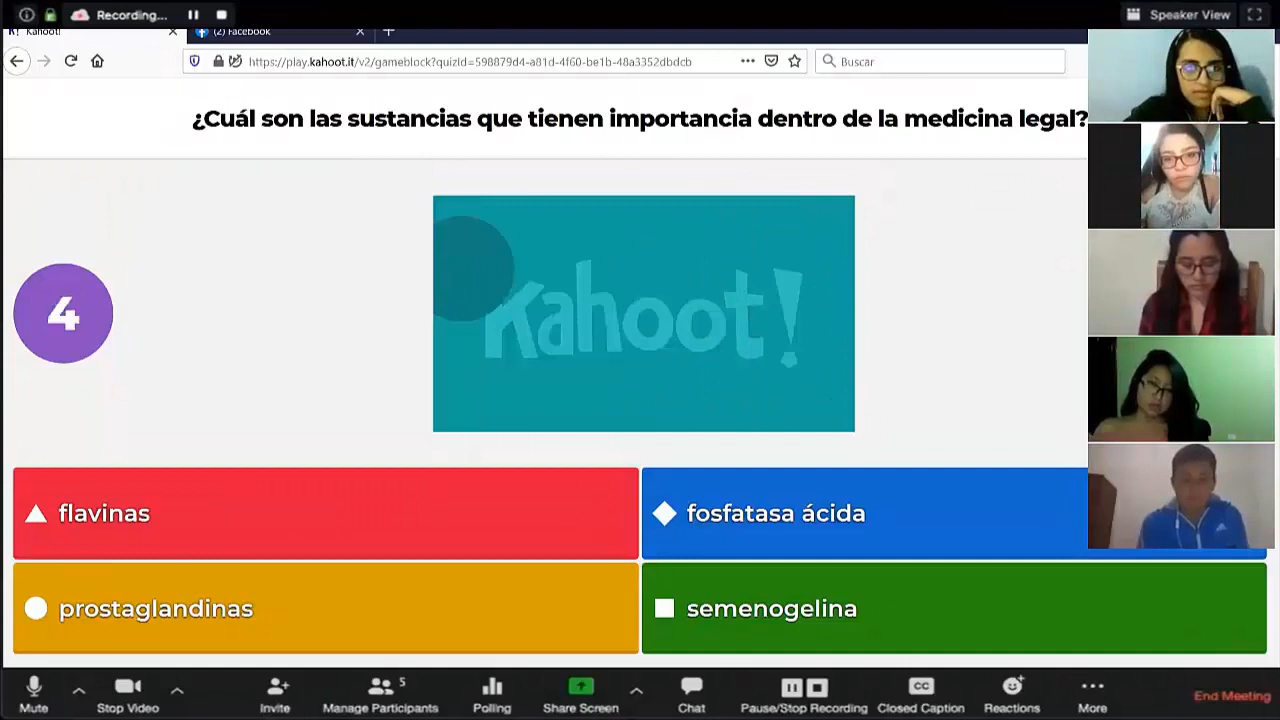 Recording...
Speaker View
Kahoot!
(2) Facebook
https://play.kahoot.it/v2/gameblock?quizId=598879d4-a81d-4f60-be1b-48a3352dbdcb
Buscar
¿Cuál son las sustancias que tienen importancia dentro de la medicina legal?
4
Kahoot!
flavinas
fosfatasa ácida
prostaglandinas
semenogelina
Mute
Stop Video
Invite
5
Manage Participants
Polling
Share Screen
Chat
Pause/Stop Recording
CC
Closed Caption
Reactions
More
End Meeting